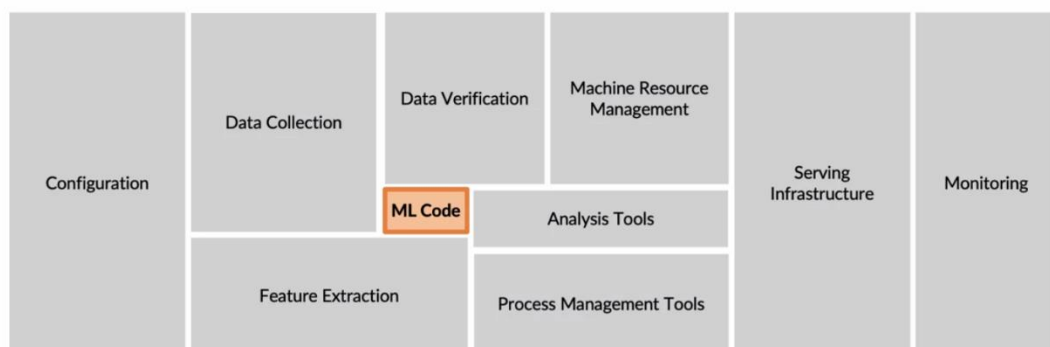 Configuration
Data Collection
Data Verification
Machine Resource
Management
ML Code
Analysis Tools
Feature Extraction
Process Management Tools
Serving
Infrastructure
Monitoring